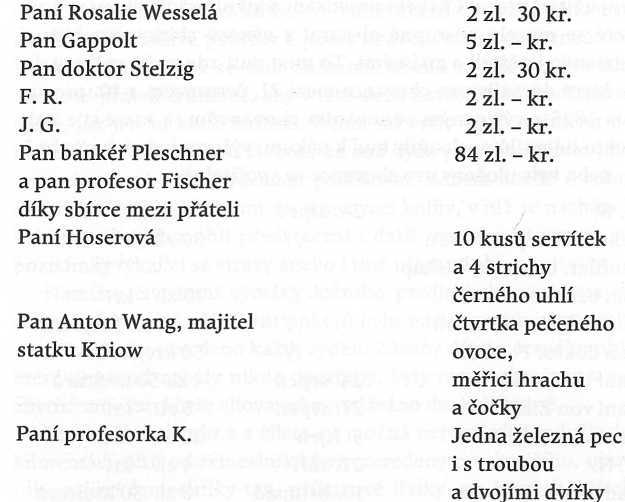 Paní Rosalie Wesselá 2 zl. 30 kr.
Pan Gappolt 5 zl. – kr.
Pan doktor Stelzig 2 zl. 30 kr.
F. R. 2 zl. – kr.
J. G. 2 zl. – kr.
Pan bankéř Pleschner 84 zl. – kr.
a pan profesor Fischer
díky sbírce mezi přáteli
Paní Hoserová 10 kusů servítek
a 4 strichy
černého uhlí
Pan Anton Wang, majitel čtvrtka pečeného
statku Kniow ovoce,
měřici hrachu
a čočky
Paní profesorka K. Jedna železná pec
i s troubou
a dvojími dvířky